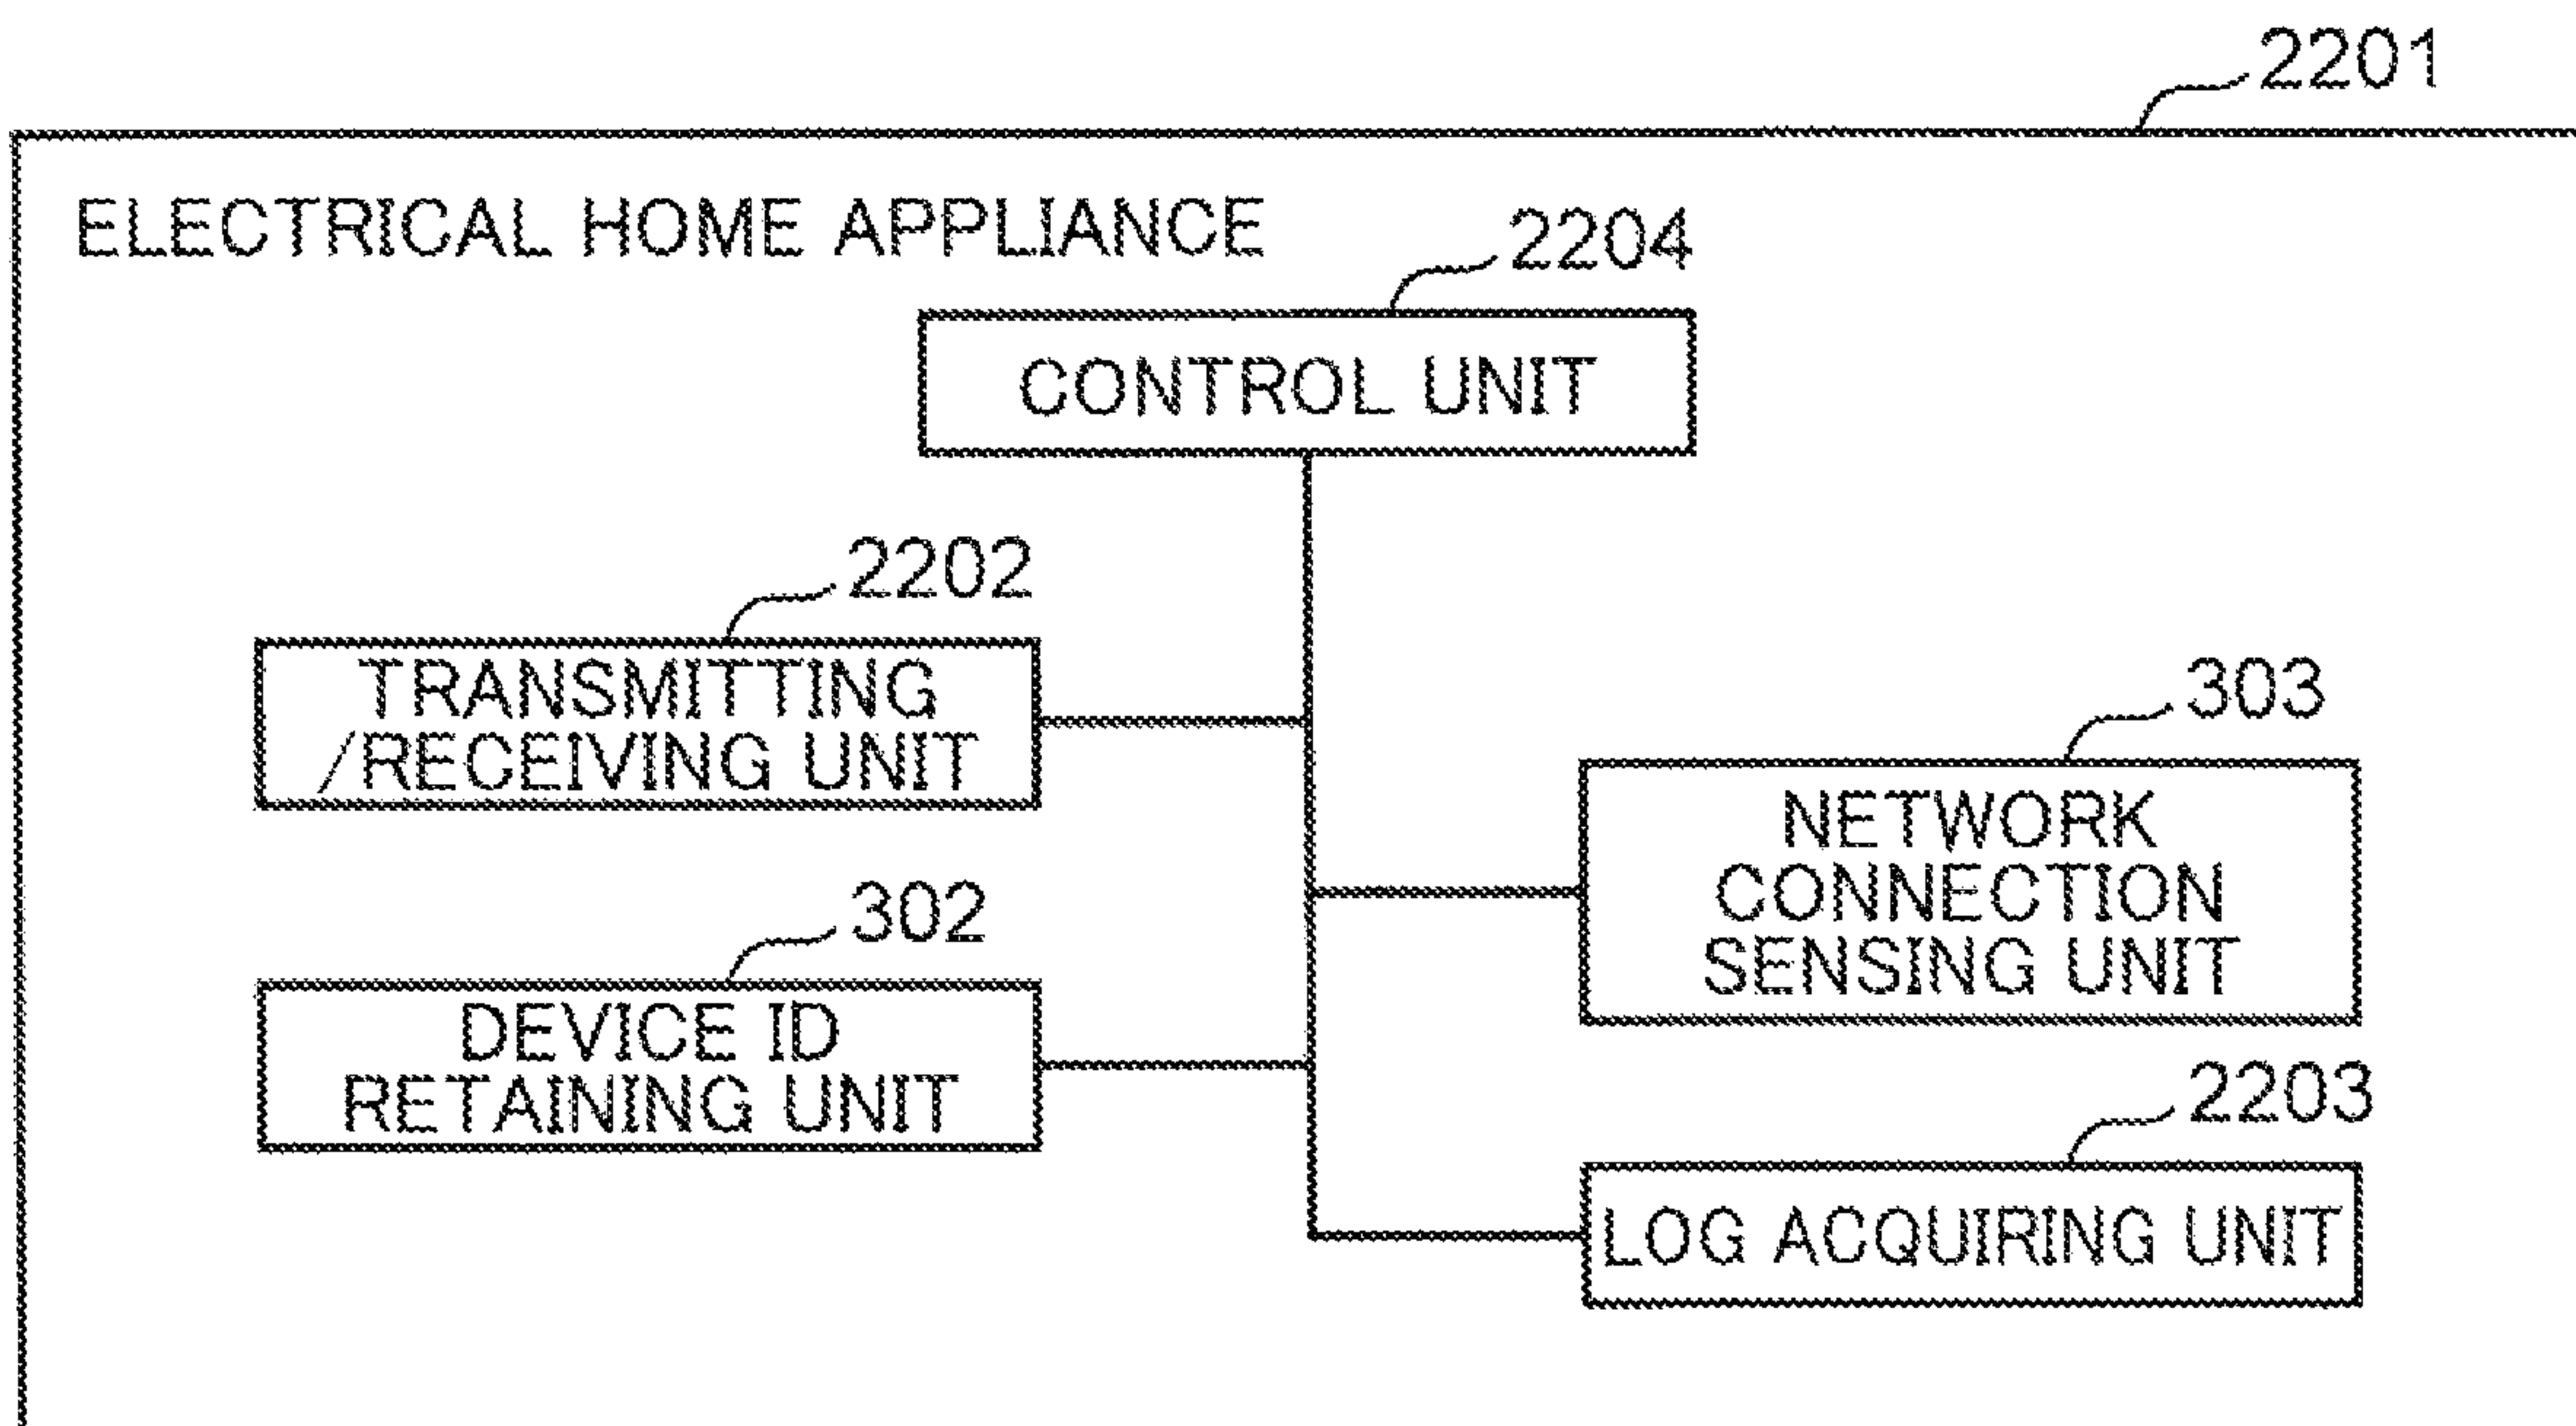 2201
ELECTRICAL HOME APPLIANCE
2204
CONTROL UNIT
2202
TRANSMITTING
/RECEIVING UNIT
303
NETWORK
CONNECTION
SENSING UNIT
302
DEVICE ID
RETAINING UNIT
2203
LOG ACQUIRING UNIT